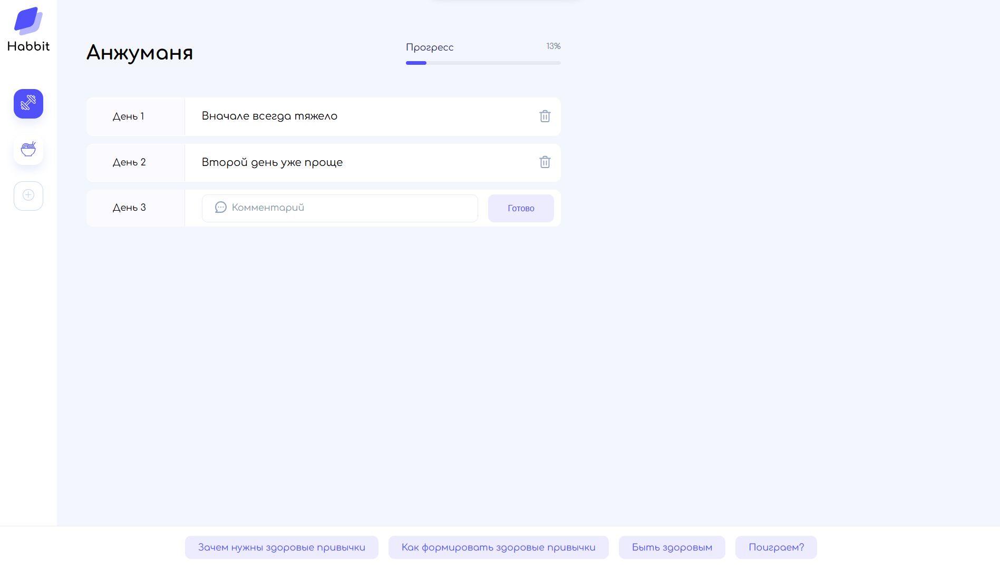 Habbit
Анжуманя
Прогресс
13%
День 1
Вначале всегда тяжело
День 2
Второй день уже проще
День 3
Комментарий
Готово
Зачем нужны здоровые привычки
Как формировать здоровые привычки
Быть здоровым
Поиграем?